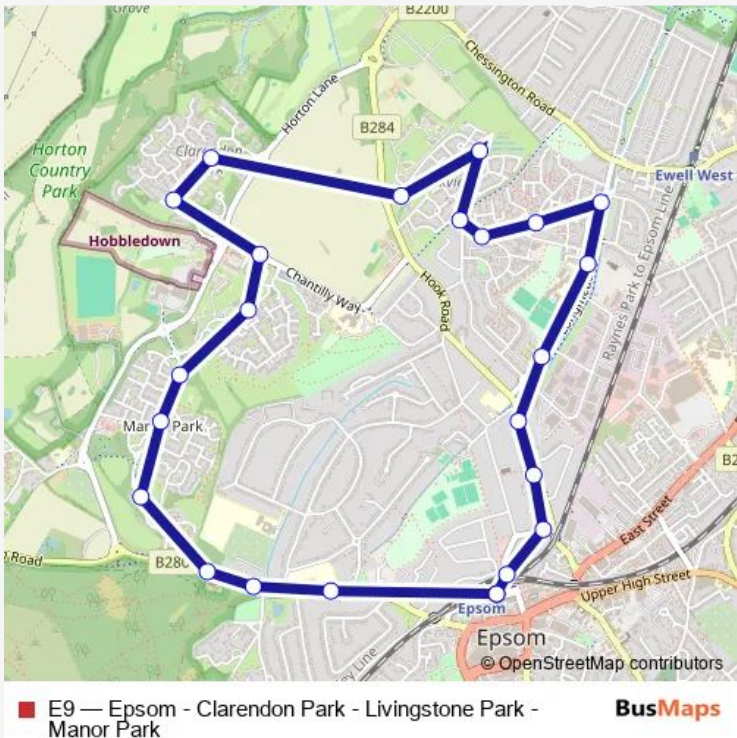 Grove
B2200
Chessington Road
Horton Lane
B284
Horton
Country
Park
Ewell West
Hobbledown
Chantilly Way
Hook Road
Raynes Park to Epsom Line
Park
East Street
B280
Road
Upper High Street
Epsom
Epsom
© OpenStreetMap contributors
E9 — Epsom - Clarendon Park - Livingstone Park -
Manor Park
BusMaps